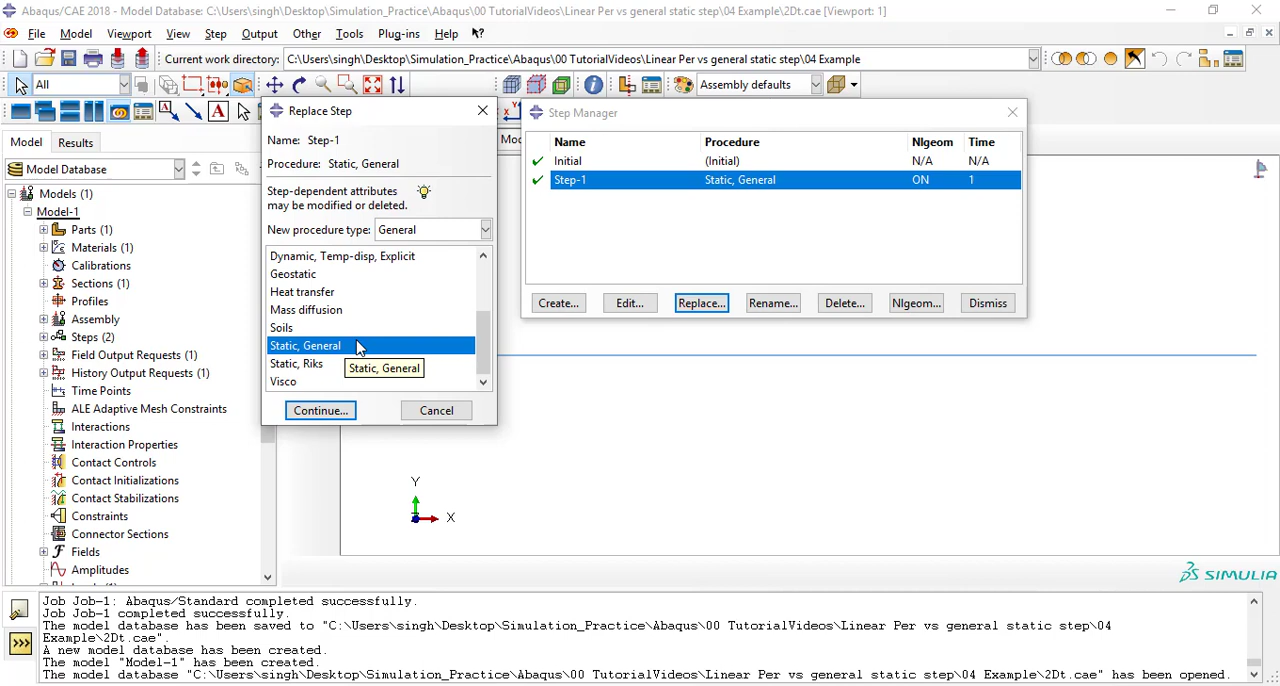 Abaqus/CAE 2018 - Model Database: C:\Users\singh\Desktop\Simulation_Practice\Abaqus\00 TutorialVideos\Linear Per vs general static step\04 Example\2Dt.cae [Viewport: 1]
File Model Viewport View Step Output Other Tools Plug-ins Help
Current work directory: C:\Users\singh\Desktop\Simulation_Practice\Abaqus\00 TutorialVideos\Linear Per vs general static step\04 Example
All
Assembly defaults
A A
Model Results
Model Database
Models (1)
Model-1
Parts (1)
Materials (1)
Calibrations
Sections (1)
Profiles
Assembly
Steps (2)
Field Output Requests (1)
History Output Requests (1)
Time Points
ALE Adaptive Mesh Constraints
Interactions
Interaction Properties
Contact Controls
Contact Initializations
Contact Stabilizations
Constraints
Connector Sections
Fields
Amplitudes
Replace Step
Name: Step-1
Procedure: Static, General
Step-dependent attributes
may be modified or deleted.
New procedure type: General
Dynamic, Temp-disp, Explicit
Geostatic
Heat transfer
Mass diffusion
Soils
Static, General
Static, Riks
Static, General
Visco
Continue... Cancel
Step Manager
Name Procedure Nlgeom Time
Initial (Initial) N/A N/A
Step-1 Static, General ON 1
Create... Edit... Replace... Rename... Delete... Nlgeom... Dismiss
Y
X
SIMULIA
Job Job-1: Abaqus/Standard completed successfully.
Job Job-1 completed successfully.
The model database has been saved to "C:\Users\singh\Desktop\Simulation_Practice\Abaqus\00 TutorialVideos\Linear Per vs general static step\04
Example\2Dt.cae".
A new model database has been created.
The model "Model-1" has been created.
The model database "C:\Users\singh\Desktop\Simulation_Practice\Abaqus\00 TutorialVideos\Linear Per vs general static step\04 Example\2Dt.cae" has been opened.